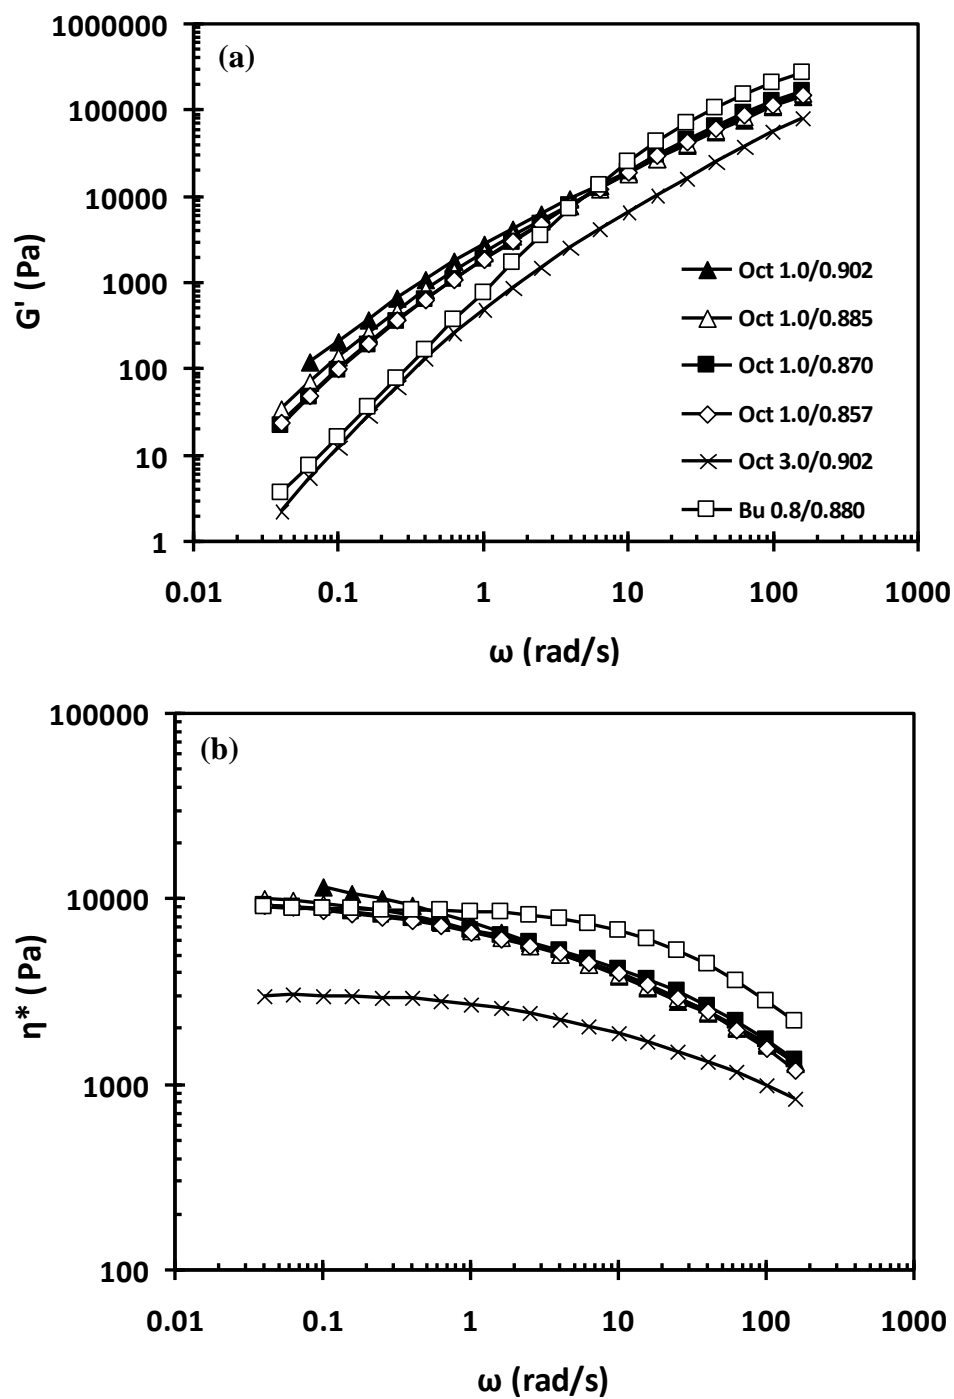 1000000
(a)
100000
10000
1000
100
10
1
G' (Pa)
Oct 1.0/0.902
Oct 1.0/0.885
Oct 1.0/0.870
Oct 1.0/0.857
Oct 3.0/0.902
Bu 0.8/0.880
0.01 0.1 1 10 100 1000
ω (rad/s)
100000
(b)
10000
1000
100
η* (Pa)
0.01 0.1 1 10 100 1000
ω (rad/s)